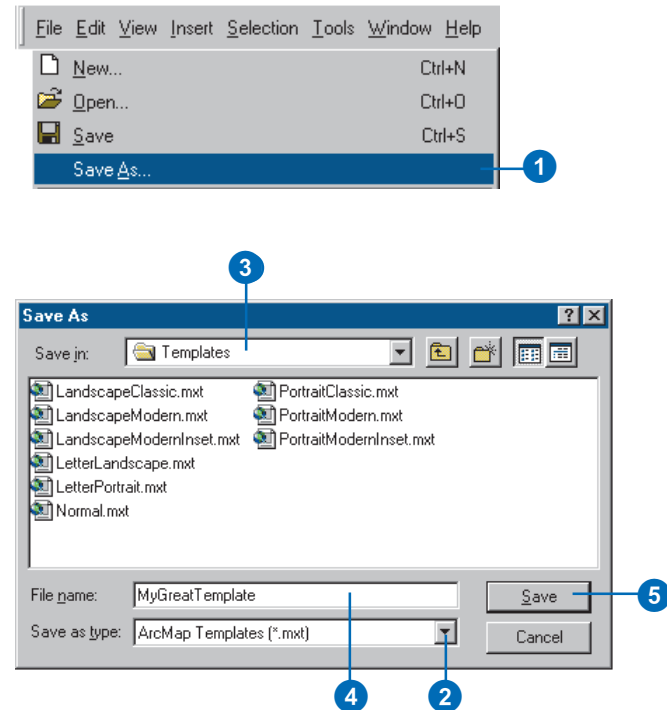 File Edit View Insert Selection Tools Window Help
New... Ctrl+N
Open... Ctrl+O
Save Ctrl+S
Save As... 1
3
Save As
Save in: Templates
LandscapeClassic.mxt PortraitClassic.mxt
LandscapeModern.mxt PortraitModern.mxt
LandscapeModernInset.mxt PortraitModernInset.mxt
LetterLandscape.mxt
LetterPortrait.mxt
Normal.mxt
File name: MyGreatTemplate Save 5
Save as type: ArcMap Templates (*.mxt) Cancel
4 2